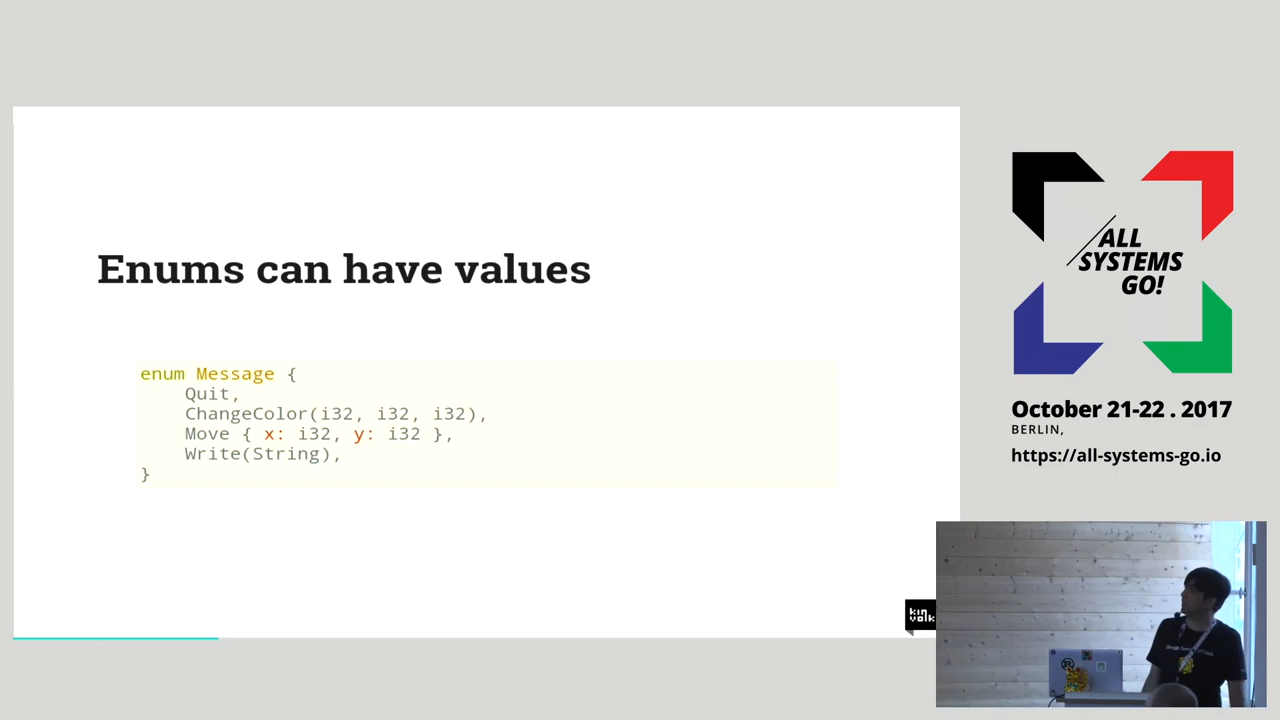 Enums can have values
enum Message {
    Quit,
    ChangeColor(i32, i32, i32),
    Move { x: i32, y: i32 },
    Write(String),
}
kin
volk
ALL
SYSTEMS
GO!
October 21-22 . 2017
BERLIN,
https://all-systems-go.io